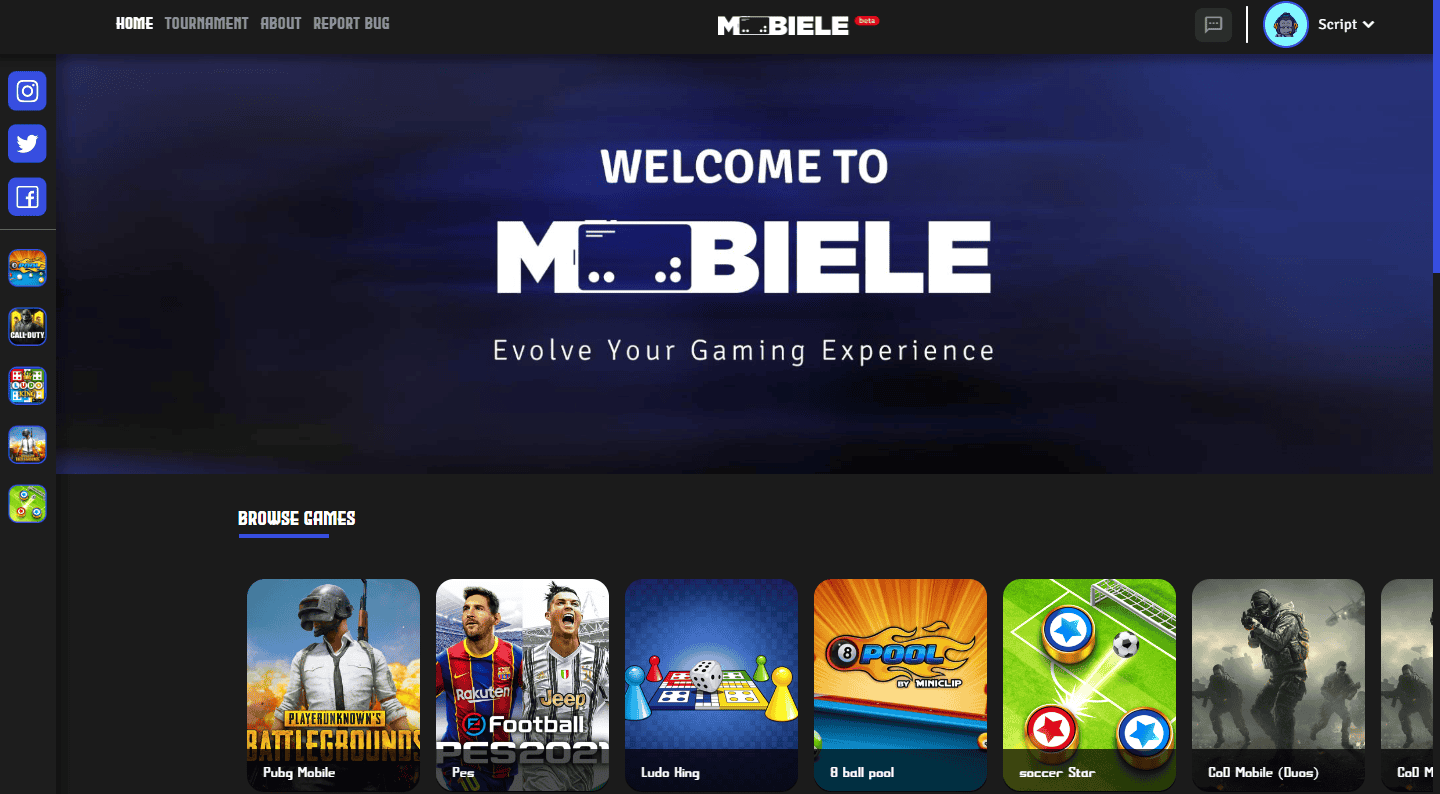 HOME TOURNAMENT ABOUT REPORT BUG
MOBIELE beta
Script
WELCOME TO
MOBIELE
Evolve Your Gaming Experience
8 POOL
CALL OF DUTY
LUDO
KING
BROWSE GAMES
PLAYERUNKNOWN'S
BATTLEGROUNDS
Pubg Mobile
Rakuten
Jeep
eFootball
PES2021
Pes
Ludo King
8 POOL
BY MINICLIP
8 ball pool
soccer Star
CoD Mobile (Duos)
CoD M